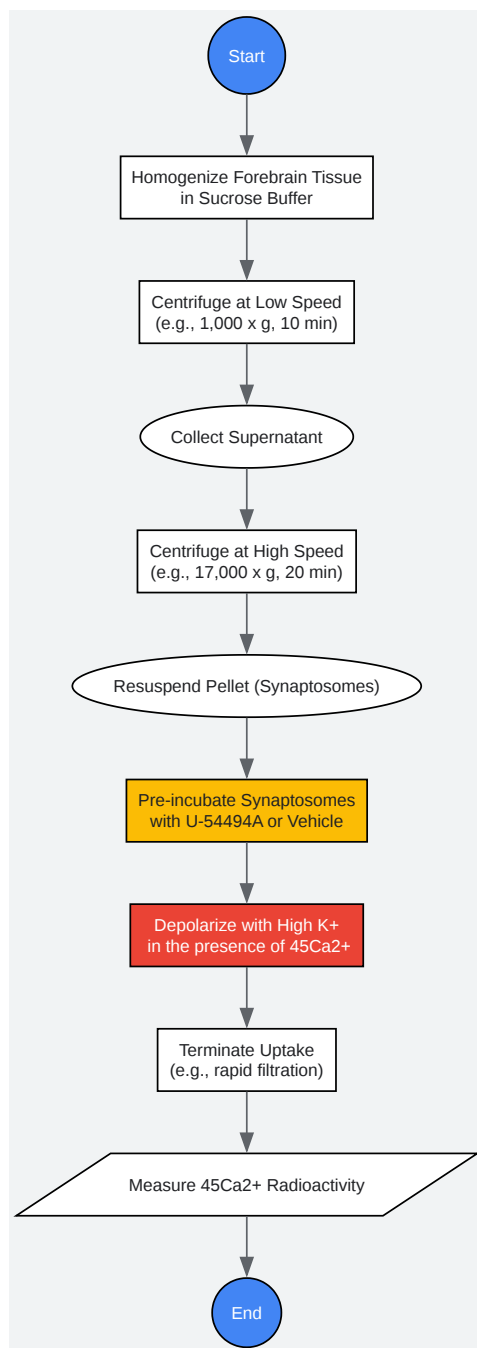 Start
Homogenize Forebrain Tissue
in Sucrose Buffer
Centrifuge at Low Speed
(e.g., 1,000 x g, 10 min)
Collect Supernatant
Centrifuge at High Speed
(e.g., 17,000 x g, 20 min)
Resuspend Pellet (Synaptosomes)
Pre-incubate Synaptosomes
with U-54494A or Vehicle
Depolarize with High K+
in the presence of 45Ca2+
Terminate Uptake
(e.g., rapid filtration)
Measure 45Ca2+ Radioactivity
End